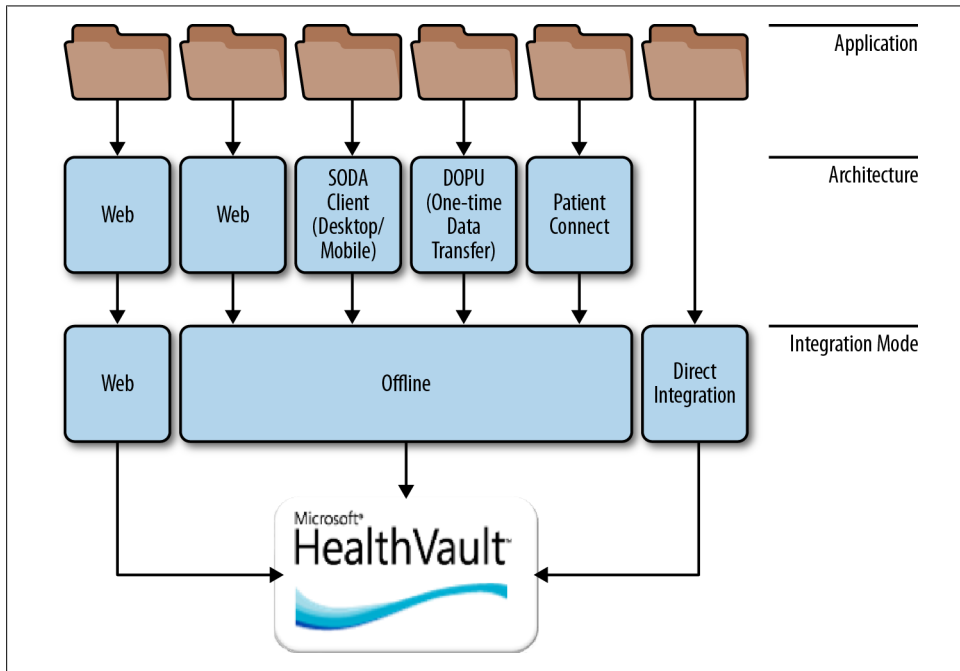 Application
Web
Web
SODA
Client
(Desktop/
Mobile)
DOPU
(One-time
Data
Transfer)
Patient
Connect
Architecture
Web
Offline
Direct
Integration
Integration Mode
Microsoft®
HealthVault™